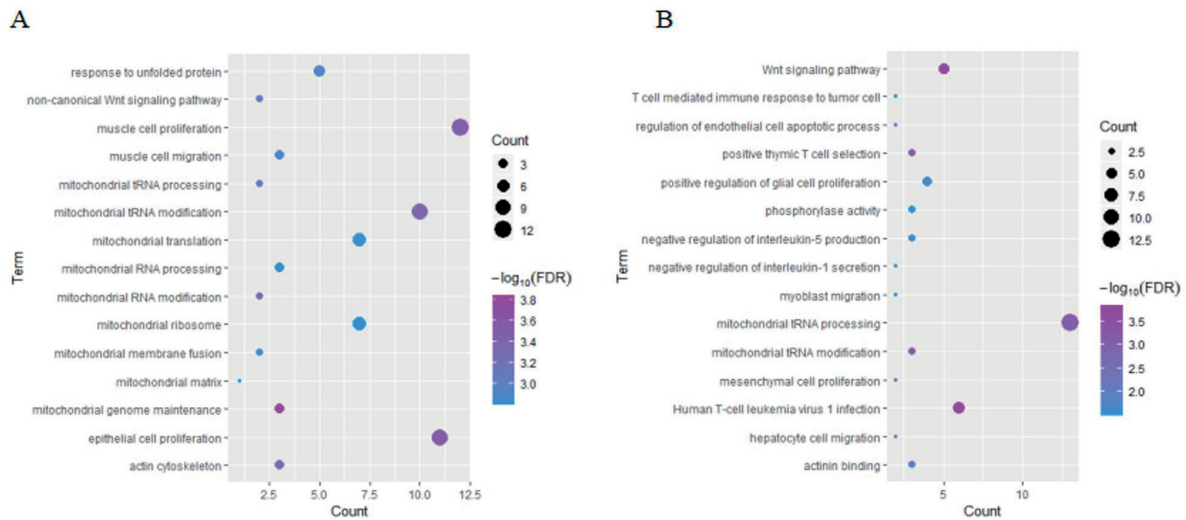 A
response to unfolded protein
non-canonical Wnt signaling pathway
muscle cell proliferation
muscle cell migration
mitochondrial tRNA processing
mitochondrial tRNA modification
mitochondrial translation
mitochondrial RNA processing
mitochondrial RNA modification
mitochondrial ribosome
mitochondrial membrane fusion
mitochondrial matrix
mitochondrial genome maintenance
epithelial cell proliferation
actin cytoskeleton
Term
2.5 5.0 7.5 10.0 12.5
Count
Count
3
6
9
12
−log10(FDR)
3.8
3.6
3.4
3.2
3.0
B
Wnt signaling pathway
T cell mediated immune response to tumor cell
regulation of endothelial cell apoptotic process
positive thymic T cell selection
positive regulation of glial cell proliferation
phosphorylase activity
negative regulation of interleukin-5 production
negative regulation of interleukin-1 secretion
myoblast migration
mitochondrial tRNA processing
mitochondrial tRNA modification
mesenchymal cell proliferation
Human T-cell leukemia virus 1 infection
hepatocyte cell migration
actinin binding
Term
5 10
Count
Count
2.5
5.0
7.5
10.0
12.5
−log10(FDR)
3.5
3.0
2.5
2.0